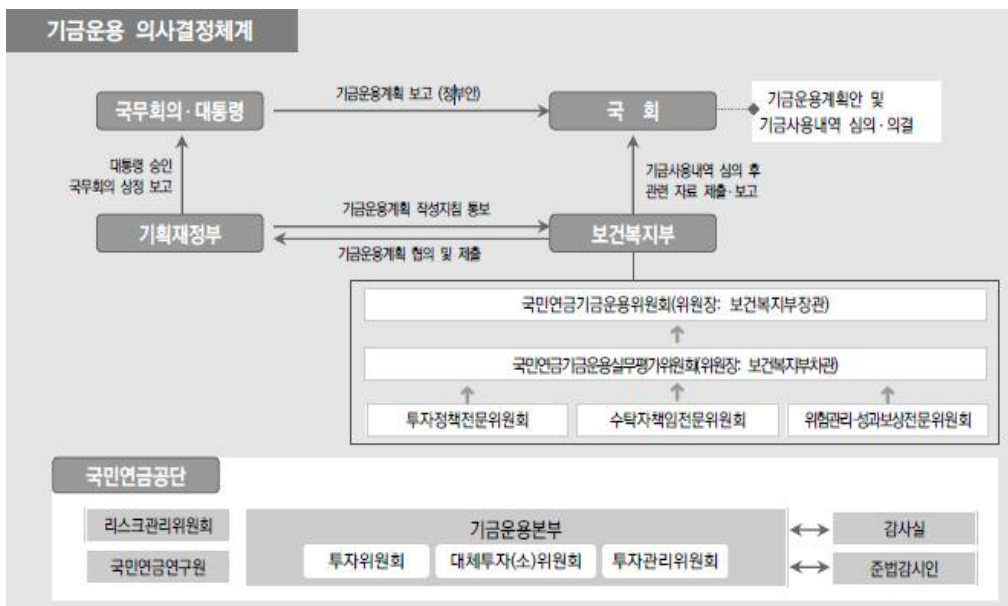 기금운용 의사결정체계
기금운용계획 보고 (정부안)
국무회의·대통령
국 회
기금운용계획안 및
기금사용내역 심의·의결
대통령 승인
국무회의 상정 보고
기금사용내역 심의 후
관련 자료 제출·보고
기금운용계획 작성지침 통보
기획재정부
보건복지부
기금운용계획 협의 및 제출
국민연금기금운용위원회(위원장: 보건복지부장관)
국민연금기금운용실무평가위원회(위원장: 보건복지부차관)
투자정책전문위원회
수탁자책임전문위원회
위험관리·성과보상전문위원회
국민연금공단
리스크관리위원회
기금운용본부
감사실
투자위원회
대체투자(소)위원회
투자관리위원회
국민연금연구원
준법감시인